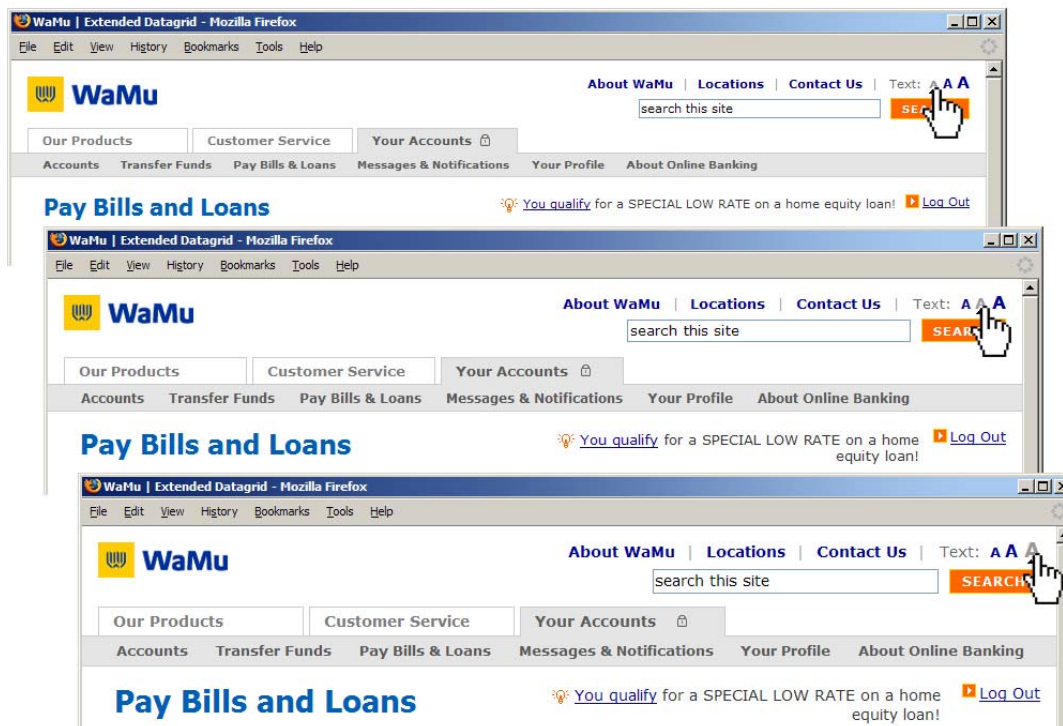 WaMu | Extended Datagrid - Mozilla Firefox
File Edit View History Bookmarks Tools Help
WaMu
About WaMu | Locations | Contact Us | Text: A A A
search this site
Our Products Customer Service Your Accounts
Accounts Transfer Funds Pay Bills & Loans Messages & Notifications Your Profile About Online Banking
Pay Bills and Loans
You qualify for a SPECIAL LOW RATE on a home equity loan! Log Out
WaMu | Extended Datagrid - Mozilla Firefox
File Edit View History Bookmarks Tools Help
WaMu
About WaMu | Locations | Contact Us | Text: A A A
search this site SEAR
Our Products Customer Service Your Accounts
Accounts Transfer Funds Pay Bills & Loans Messages & Notifications Your Profile About Online Banking
Pay Bills and Loans
You qualify for a SPECIAL LOW RATE on a home Log Out
equity loan!
WaMu | Extended Datagrid - Mozilla Firefox
File Edit View History Bookmarks Tools Help
WaMu
About WaMu | Locations | Contact Us | Text: A A A
search this site SEARCH
Our Products Customer Service Your Accounts
Accounts Transfer Funds Pay Bills & Loans Messages & Notifications Your Profile About Online Banking
Pay Bills and Loans
You qualify for a SPECIAL LOW RATE on a home Log Out
equity loan!